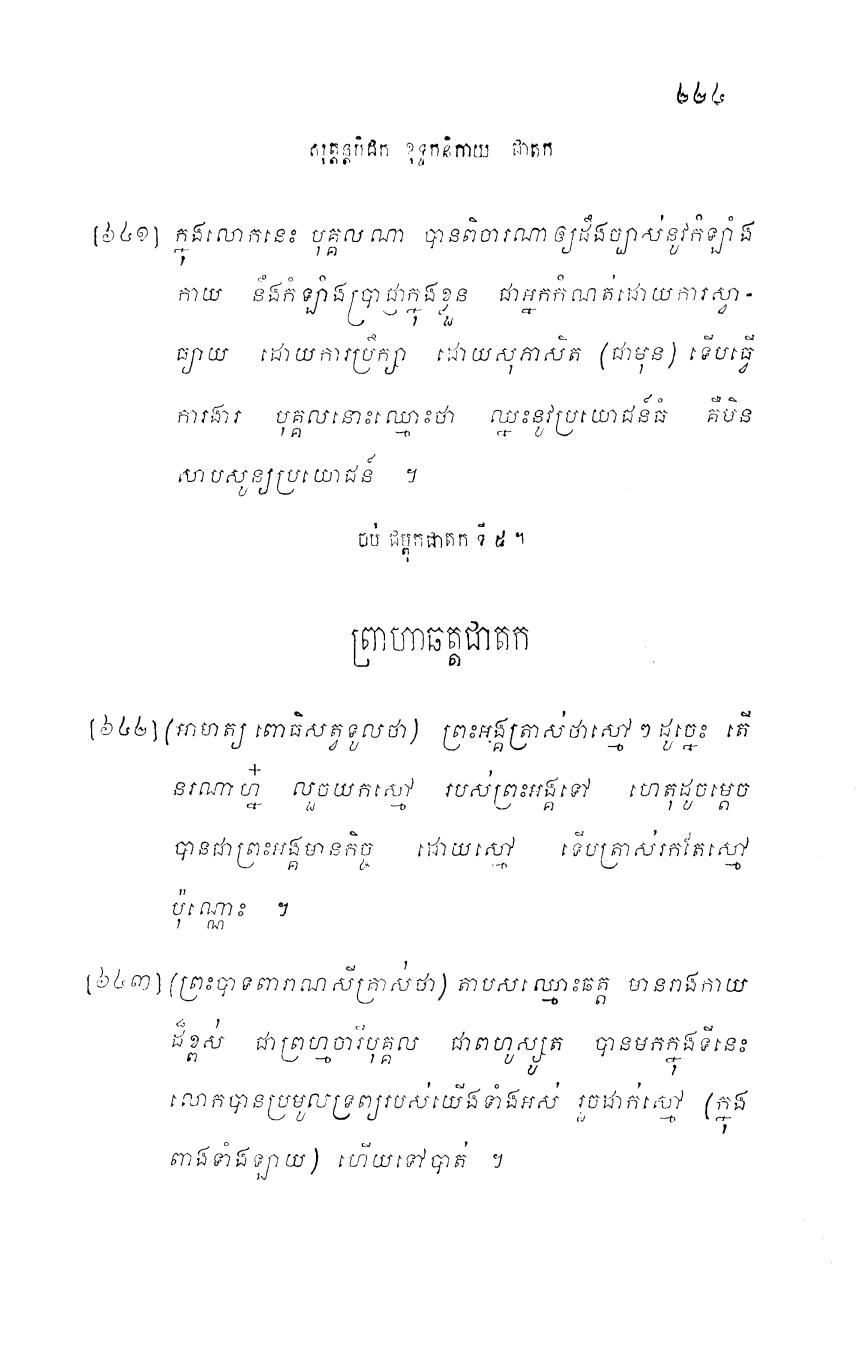 ២២៤
សុត្តន្តបិដក ខុទ្ទកនិកាយ ជាតក
[៦៤១] ក្នុងលោកនេះ បុគ្គលណា បានពិចារណាឲ្យដឹងច្បាស់នូវកំឡាំង
កាយ នឹងកំឡាំងប្រាជ្ញាក្នុងខ្លួន ជាអ្នកកំណត់ដោយការស្វា-
ធ្យាយ ដោយការប្រឹក្សា ដោយសុភាសិត (ជាមុន) ទើបធ្វើ
ការងារ បុគ្គលនោះឈ្មោះថា ឈ្នះនូវប្រយោជន៍ធំ គឺមិន
សាបសូន្យប្រយោជន៍ ។
ចប់ ជម្ពុកជាតក ទី ៥ ។
ព្រាហាឆត្តជាតក
[៦៤២] (អាមាត្យ ពោធិសត្វទូលថា) ព្រះអង្គត្រាស់ថាស្មៅ ៗ ដូច្នេះ តើ
នរណាហ្ន៎ លួចយកស្មៅ របស់ព្រះអង្គទៅ ហេតុដូចម្តេច
បានជាព្រះអង្គមានកិច្ច ដោយស្មៅ ទើបត្រាស់រកតែស្មៅ
ប៉ុណ្ណោះ ។
[៦៤៣] (ព្រះបាទពារាណសីត្រាស់ថា) តាបសឈ្មោះឆត្ត មានរាងកាយ
ដ៏ខ្ពស់ ជាព្រហ្មចារីបុគ្គល ជាពហូស្សូត បានមកក្នុងទីនេះ
លោកបានប្រមូលទ្រព្យរបស់យើងទាំងអស់ រួចដាក់ស្មៅ (ក្នុង
ពាងទាំងឡាយ) ហើយទៅបាត់ ។